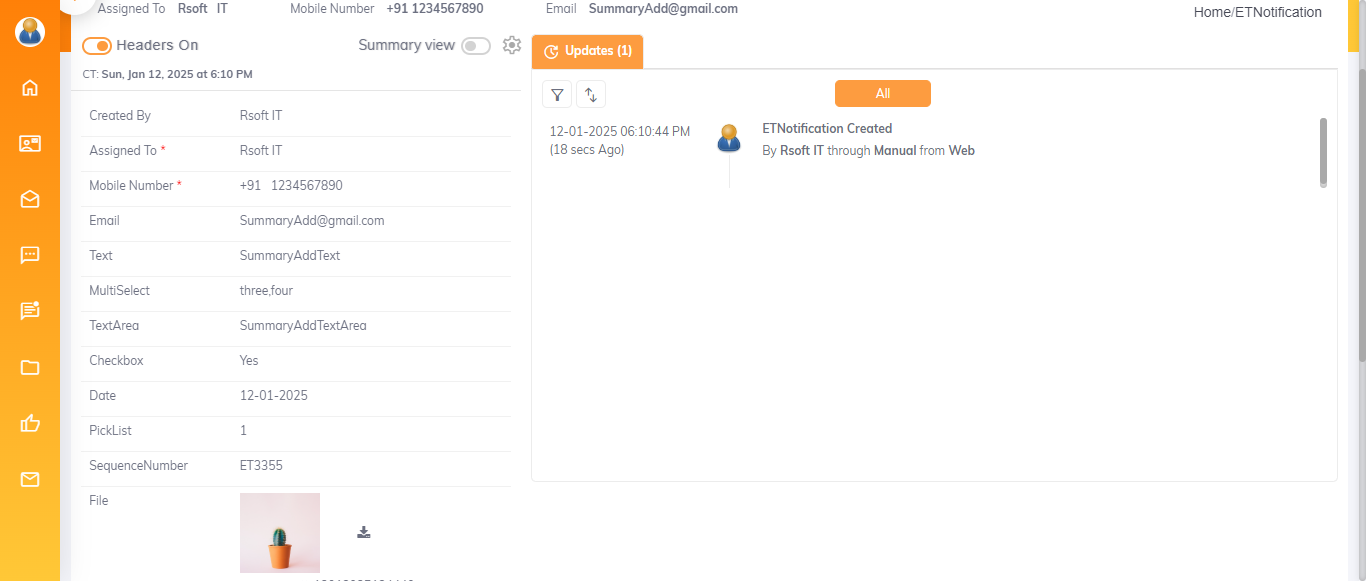 Assigned To Rsoft IT Mobile Number +91 1234567890 Email SummaryAdd@gmail.com
Home/ETNotification
Headers On Summary view
CT: Sun, Jan 12, 2025 at 6:10 PM
Created By Rsoft IT
Assigned To * Rsoft IT
Mobile Number * +91 1234567890
Email SummaryAdd@gmail.com
Text SummaryAddText
MultiSelect three,four
TextArea SummaryAddTextArea
Checkbox Yes
Date 12-01-2025
PickList 1
SequenceNumber ET3355
File
Updates (1)
All
12-01-2025 06:10:44 PM
(18 secs Ago)
ETNotification Created
By Rsoft IT through Manual from Web